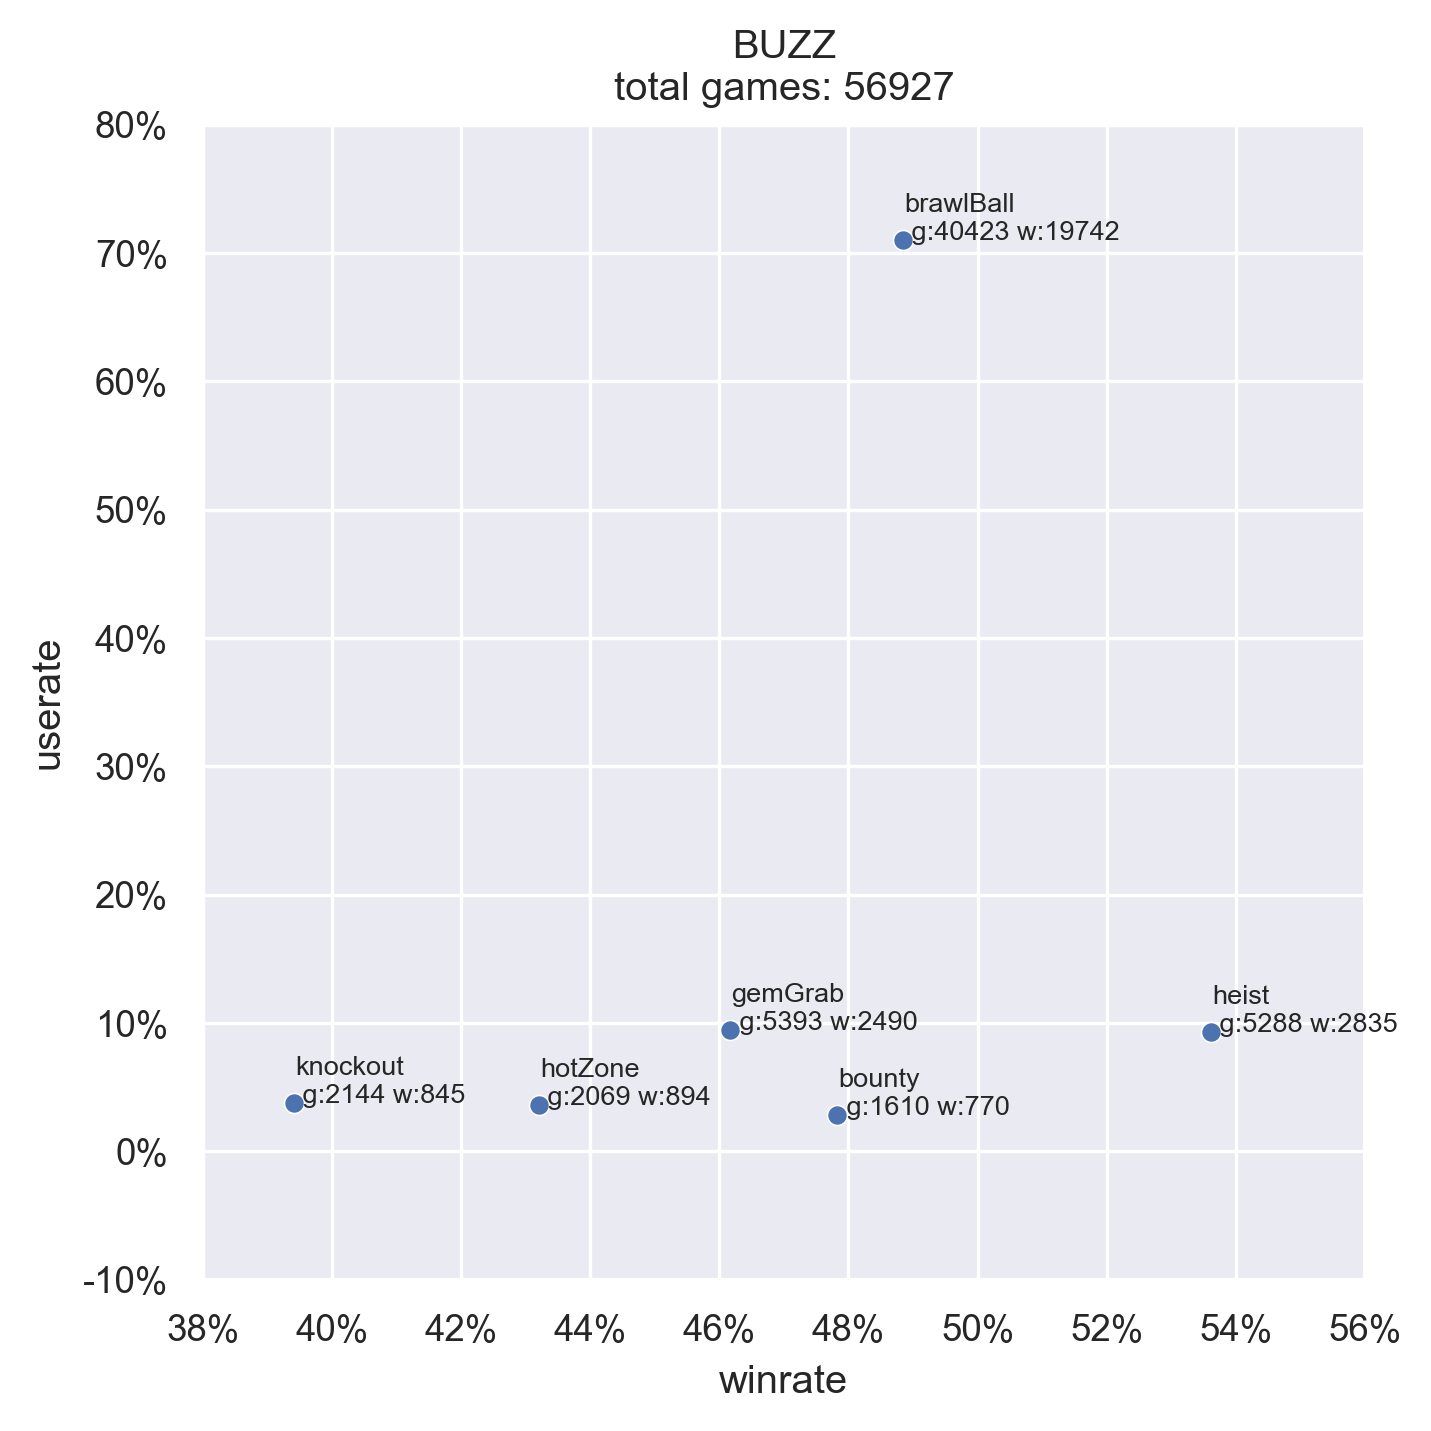 BUZZ
total games: 56927
80%
70%
60%
50%
40%
30%
20%
10%
0%
-10%
userate
brawlBall
g:40423 w:19742
gemGrab
g:5393 w:2490
heist
g:5288 w:2835
knockout
g:2144 w:845
hotZone
g:2069 w:894
bounty
g:1610 w:770
38% 40% 42% 44% 46% 48% 50% 52% 54% 56%
winrate